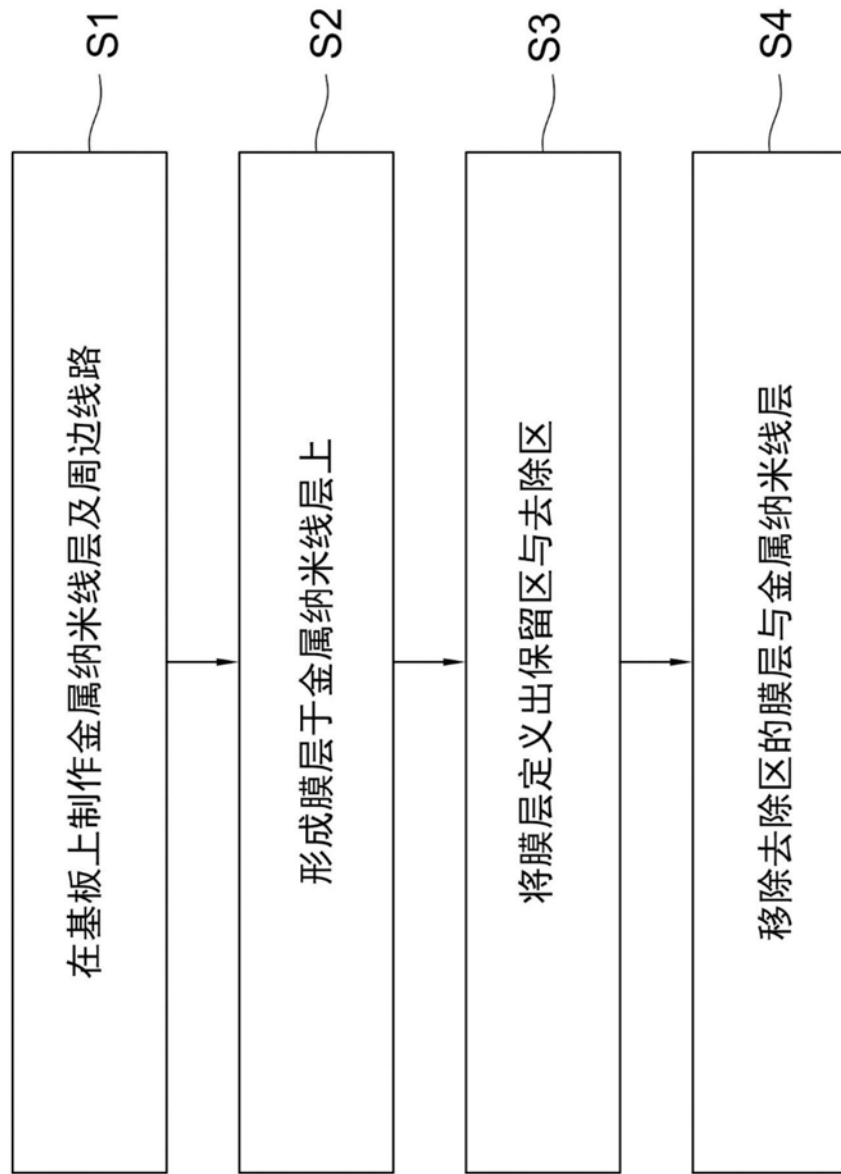 在基板上制作金属纳米线层及周边线路
S1
形成膜层于金属纳米线层上
S2
将膜层定义出保留区与去除区
S3
移除去除区的膜层与金属纳米线层
S4